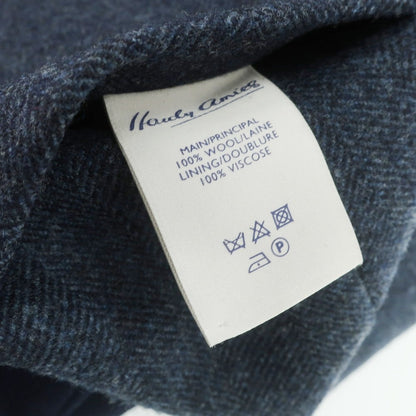 Hardy Amies
MAIN/PRINCIPAL
100% WOOL/LAINE
LINING/DOUBLURE
100% VISCOSE
P